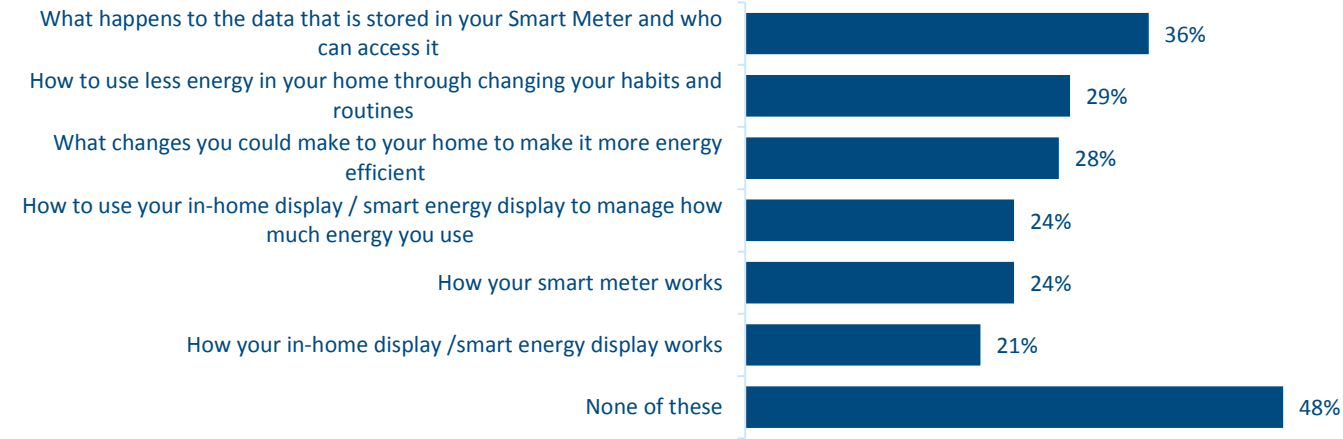 What happens to the data that is stored in your Smart Meter and who
can access it
36%
How to use less energy in your home through changing your habits and
routines
29%
What changes you could make to your home to make it more energy
efficient
28%
How to use your in-home display / smart energy display to manage how
much energy you use
24%
How your smart meter works
24%
How your in-home display /smart energy display works
21%
None of these
48%